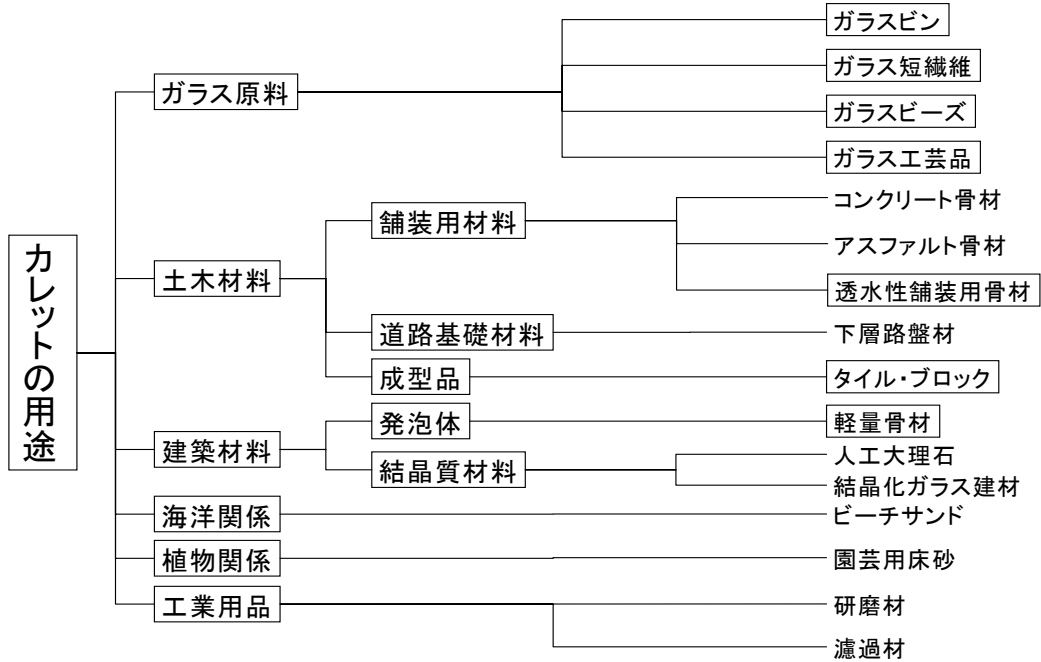 カレットの用途
ガラス原料
ガラスビン
ガラス短繊維
ガラスビーズ
ガラス工芸品
土木材料
舗装用材料
コンクリート骨材
アスファルト骨材
透水性舗装用骨材
道路基礎材料
下層路盤材
成型品
タイル・ブロック
建築材料
発泡体
軽量骨材
結晶質材料
人工大理石
結晶化ガラス建材
海洋関係
ビーチサンド
植物関係
園芸用床砂
工業用品
研磨材
濾過材